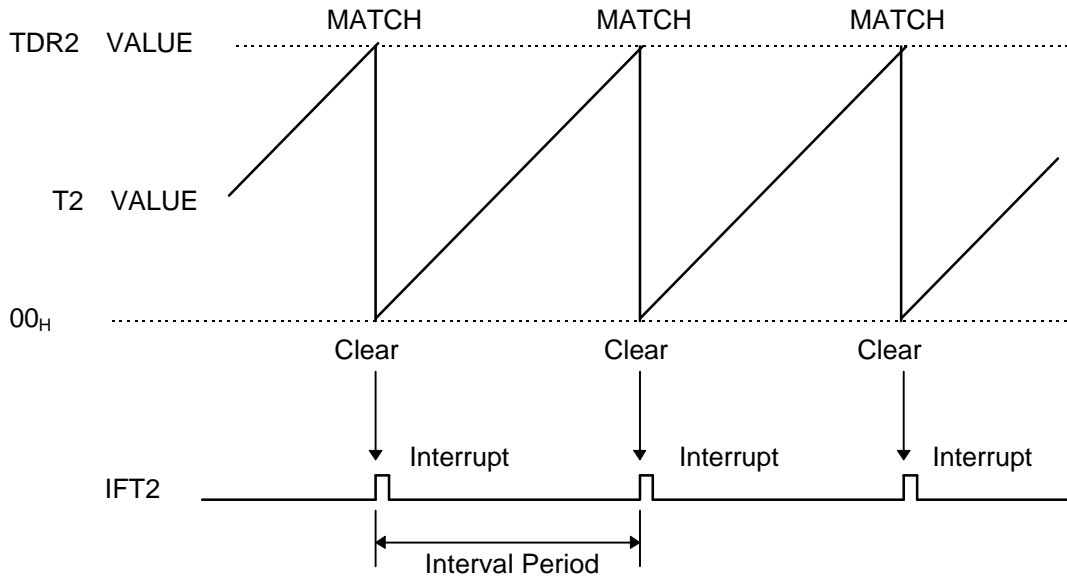 MATCH MATCH MATCH
TDR2 VALUE
T2 VALUE
00H
Clear Clear Clear
Interrupt Interrupt Interrupt
IFT2
Interval Period